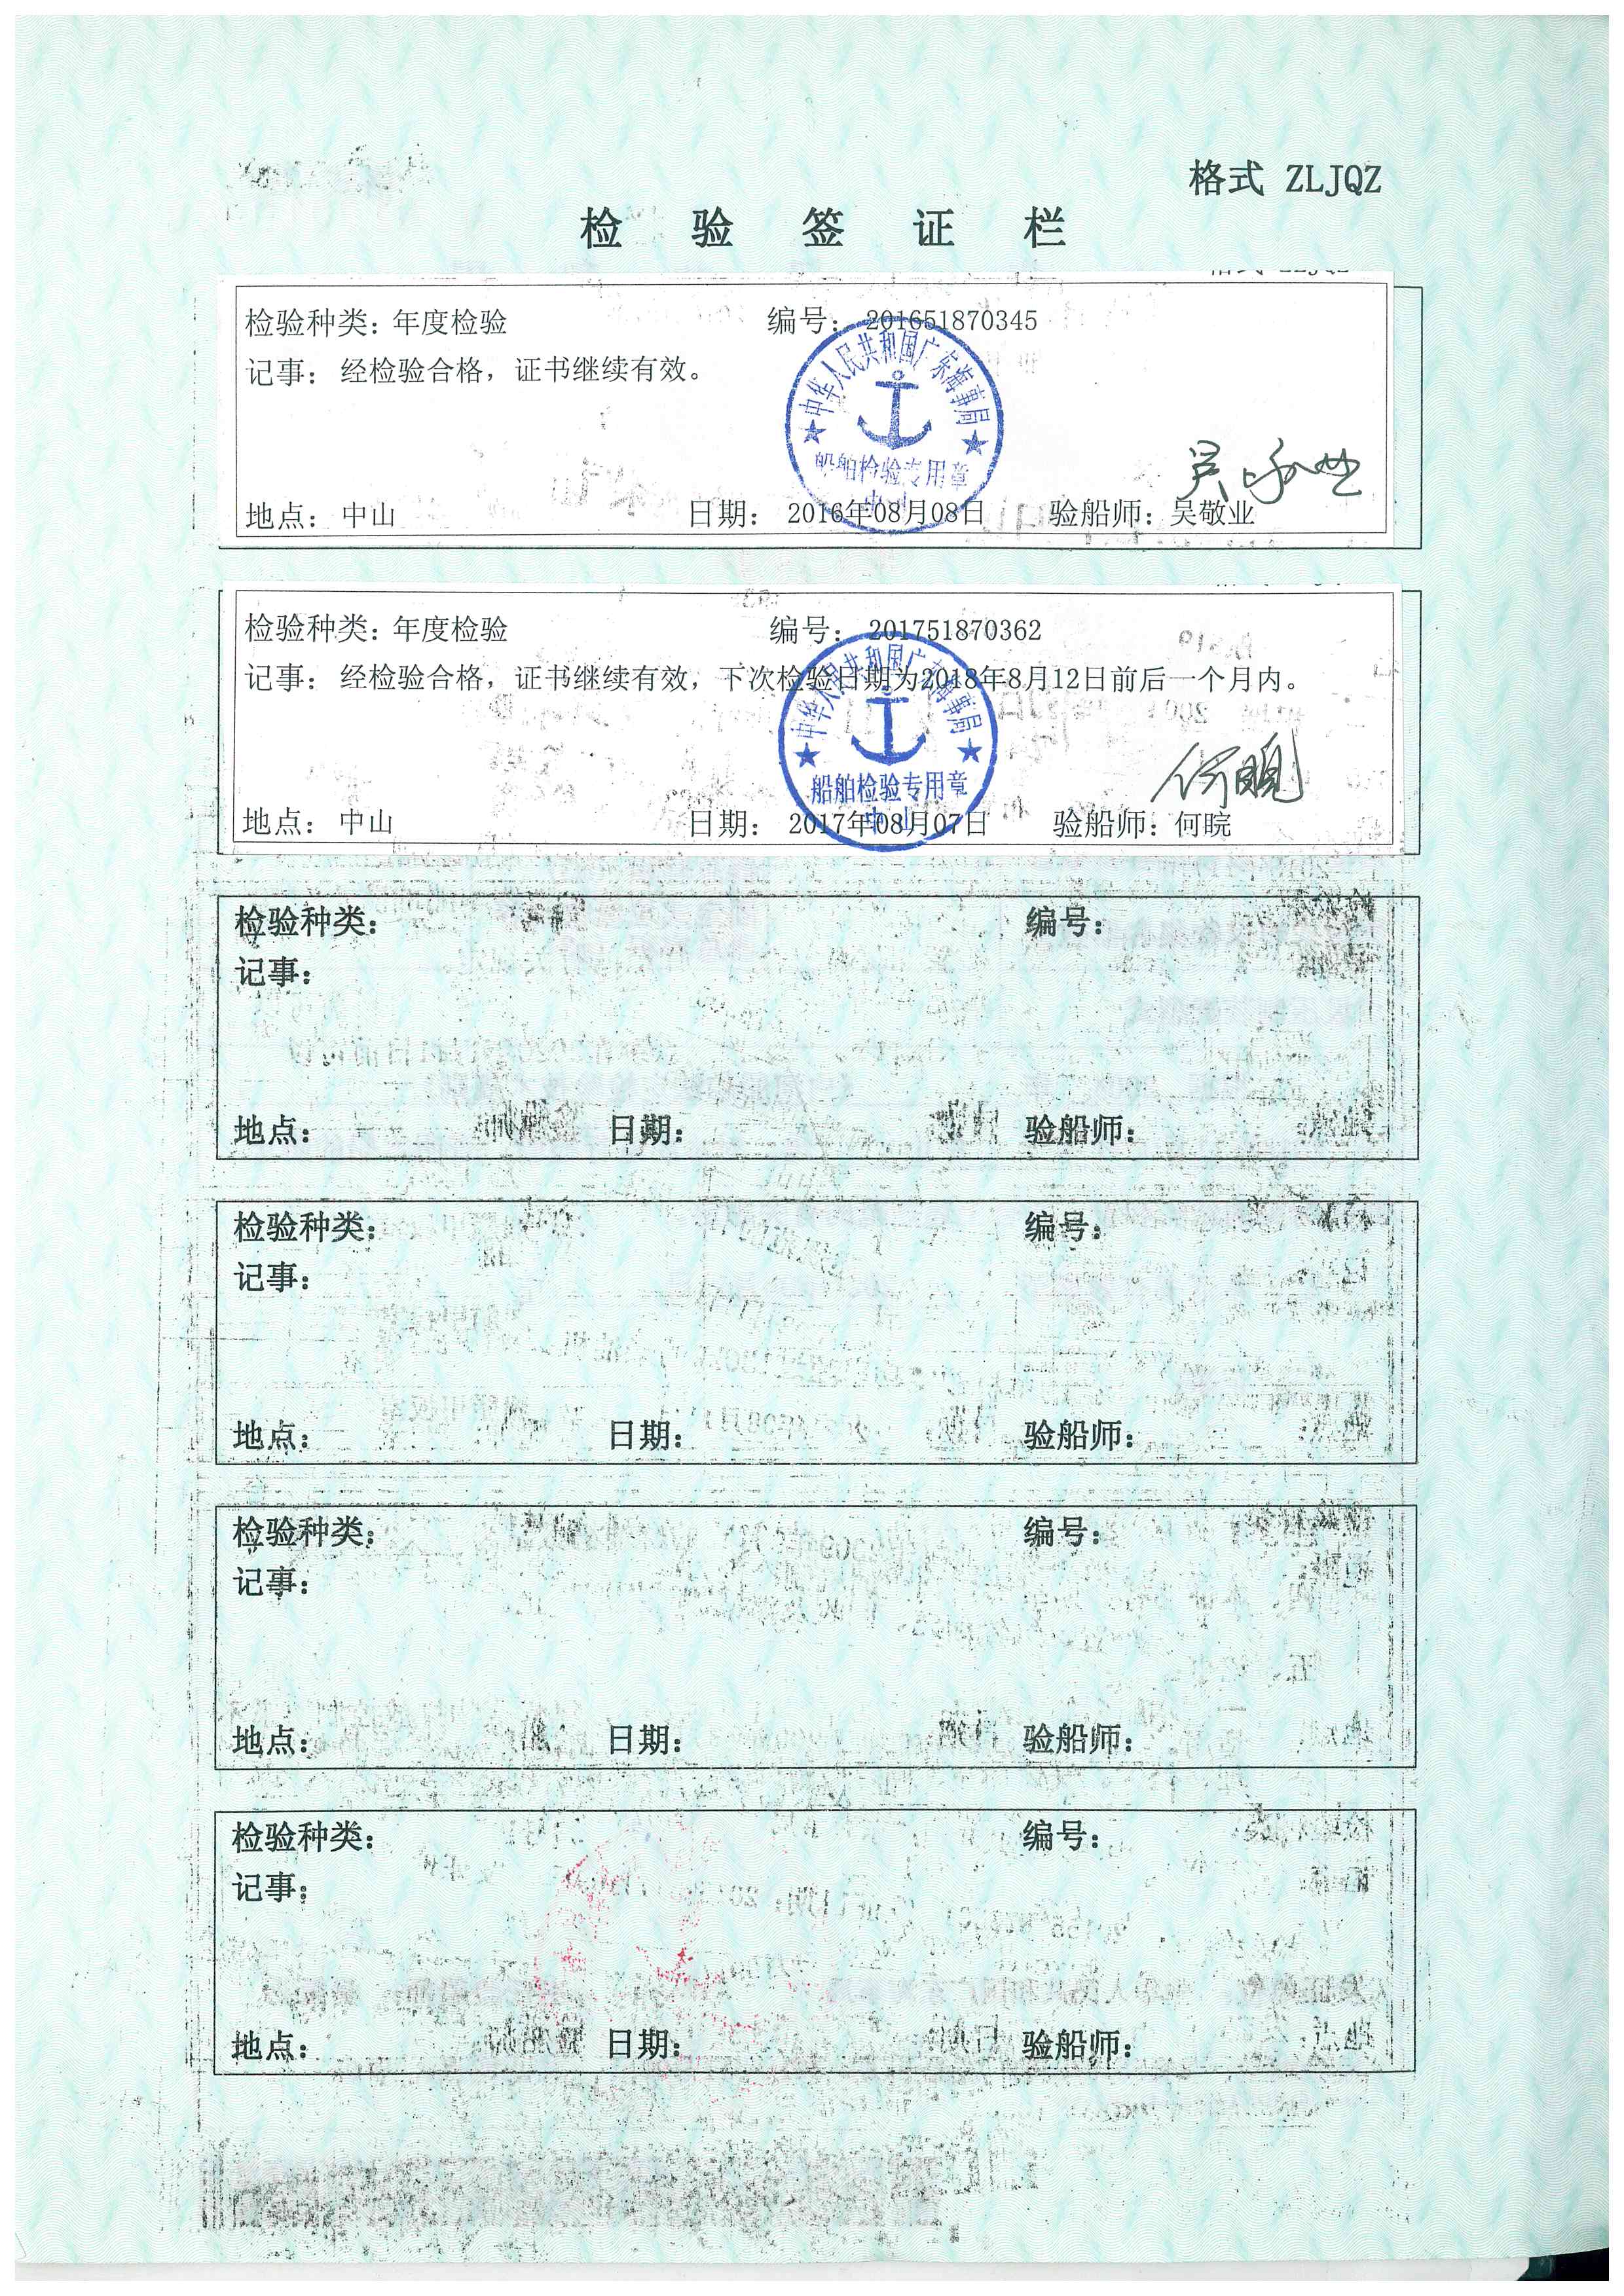 格式 ZLJQZ
检 验 签 证 栏
检验种类：年度检验 编号： 201651870345
记事：经检验合格，证书继续有效。
中华人民共和国广东海事局
船舶检验专用章
中山
地点：中山 日期： 2016年08月08日 验船师：吴敬业
检验种类：年度检验 编号： 201751870362
记事：经检验合格，证书继续有效，下次检验日期为2018年8月12日前后一个月内。
中华人民共和国广东海事局
船舶检验专用章
中山
何晥
地点：中山 日期： 2017年08月07日 验船师：何晥
检验种类： 编号：
记事：
地点： 日期： 验船师：
检验种类： 编号：
记事：
地点： 日期： 验船师：
检验种类： 编号：
记事：
地点： 日期： 验船师：
检验种类： 编号：
记事：
地点： 日期： 验船师：